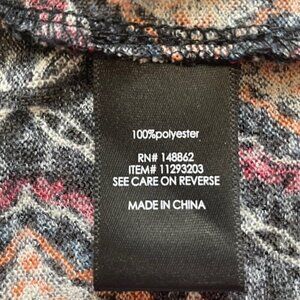 100%polyester
RN# 148862
ITEM# 11293203
SEE CARE ON REVERSE
MADE IN CHINA